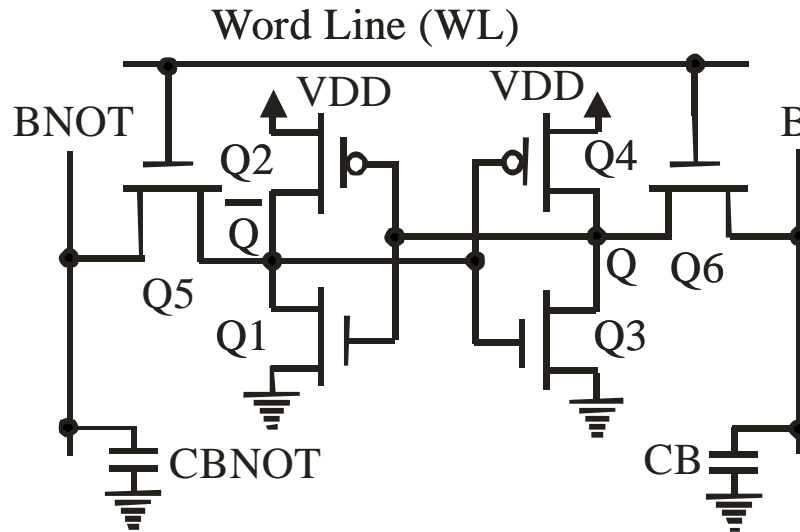 Word Line (WL)
VDD
VDD
BNOT
B
Q2
Q4
Q̅
Q
Q5
Q6
Q1
Q3
CBNOT
CB